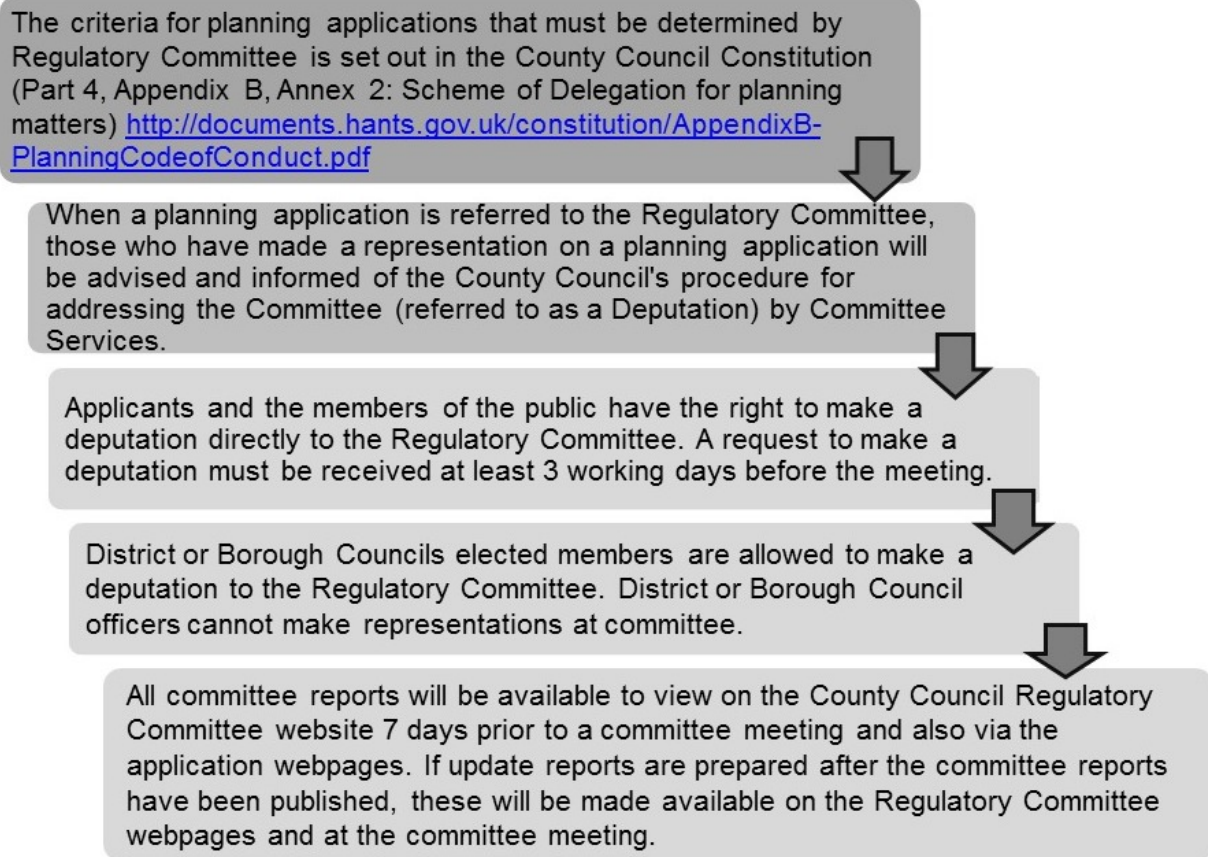 The criteria for planning applications that must be determined by
Regulatory Committee is set out in the County Council Constitution
(Part 4, Appendix B, Annex 2: Scheme of Delegation for planning
matters) http://documents.hants.gov.uk/constitution/AppendixB-
PlanningCodeofConduct.pdf
When a planning application is referred to the Regulatory Committee,
those who have made a representation on a planning application will
be advised and informed of the County Council's procedure for
addressing the Committee (referred to as a Deputation) by Committee
Services.
Applicants and the members of the public have the right to make a
deputation directly to the Regulatory Committee. A request to make a
deputation must be received at least 3 working days before the meeting.
District or Borough Councils elected members are allowed to make a
deputation to the Regulatory Committee. District or Borough Council
officers cannot make representations at committee.
All committee reports will be available to view on the County Council Regulatory
Committee website 7 days prior to a committee meeting and also via the
application webpages. If update reports are prepared after the committee reports
have been published, these will be made available on the Regulatory Committee
webpages and at the committee meeting.